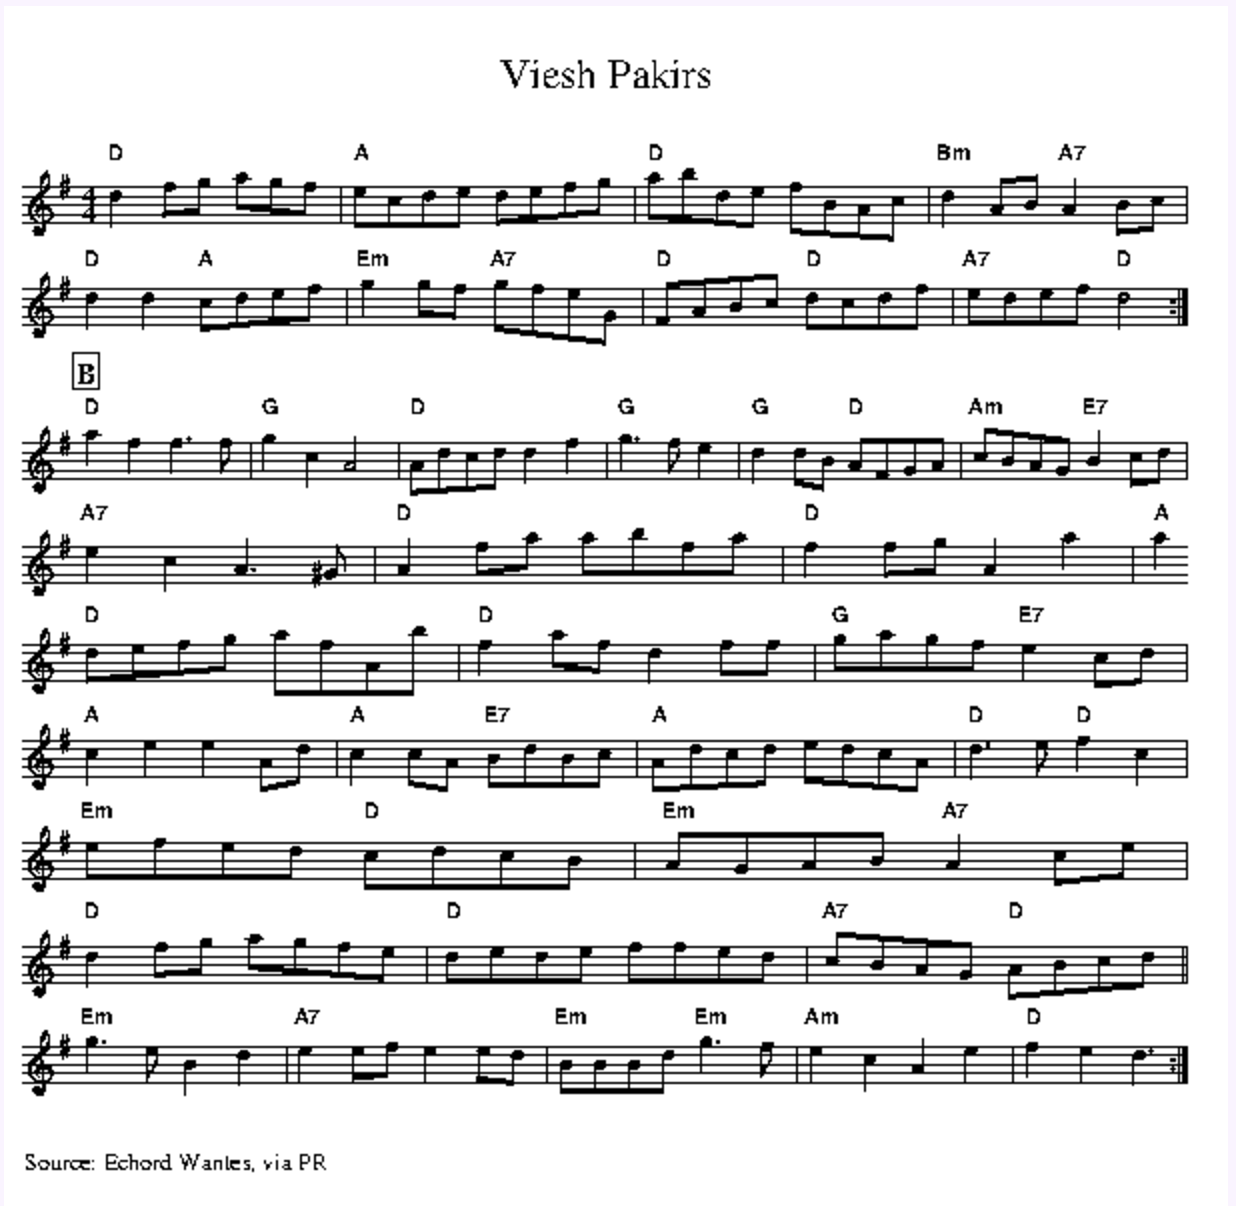 Viesh Pakirs
D A D Bm A7
4
4
D A Em A7 D D A7 D
B
D G D G G D Am E7
A7 D D A
D D G E7
A A E7 A D D
Em D Em A7
D D A7 D
Em A7 Em Em Am D
Source: Echord Wantes, via PR